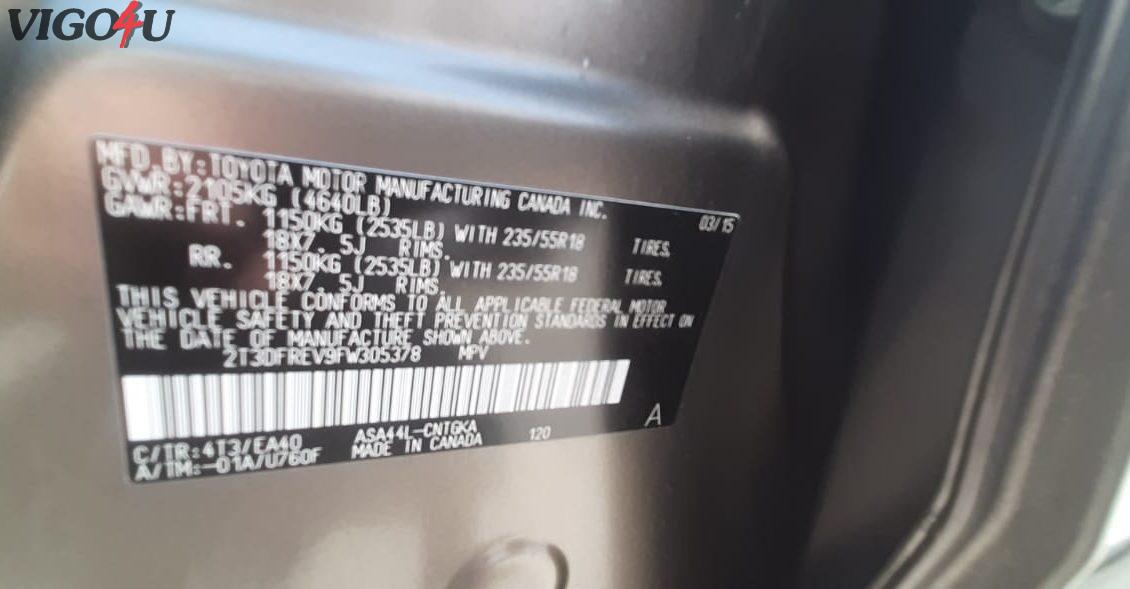 VIGO4U
MFD.BY:TOYOTA MOTOR MANUFACTURING CANADA INC.
GVWR:2105KG (4640LB) 03/15
GAWR:FRT. 1150KG (2535LB) WITH 235/55R18 TIRES.
18X7.5J RIMS.
RR. 1150KG (2535LB) WITH 235/55R18 TIRES.
18X7.5J RIMS.
THIS VEHICLE CONFORMS TO ALL APPLICABLE FEDERAL MOTOR
VEHICLE SAFETY AND THEFT PREVENTION STANDARDS IN EFFECT ON
THE DATE OF MANUFACTURE SHOWN ABOVE.
2T3DFREV9FW305378 MPV
A
C/TR:4T3/EA40 ASA44L-CNTGKA 120
A/TM:-01A/U760F MADE IN CANADA